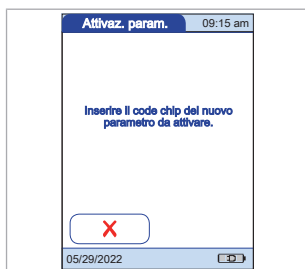 Attivaz. param. 09:15 am
Inserire il code chip del nuovo
parametro da attivare.
05/29/2022